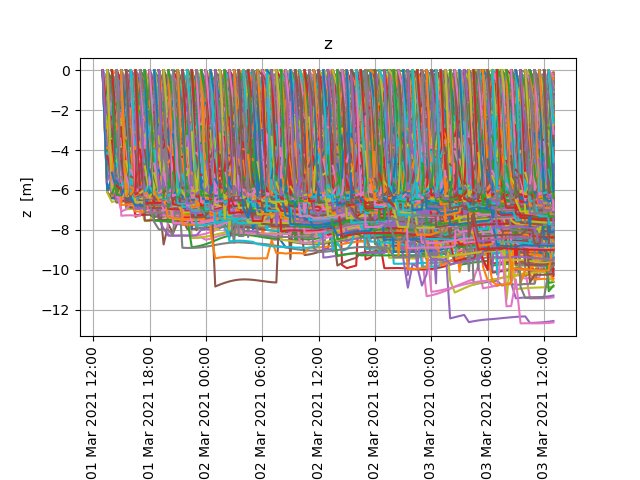 z
0
−2
−4
−6
−8
−10
−12
z [m]
01 Mar 2021 12:00
01 Mar 2021 18:00
02 Mar 2021 00:00
02 Mar 2021 06:00
02 Mar 2021 12:00
02 Mar 2021 18:00
03 Mar 2021 00:00
03 Mar 2021 06:00
03 Mar 2021 12:00